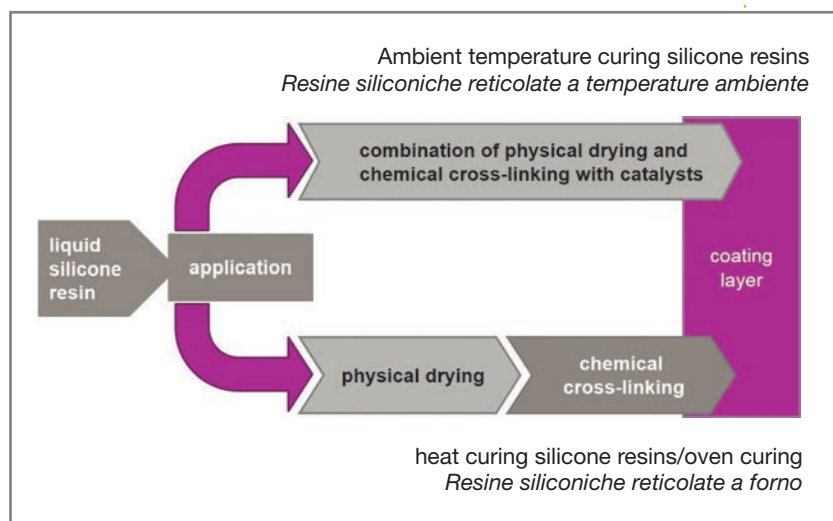 Ambient temperature curing silicone resins
Resine siliconiche reticolate a temperature ambiente
combination of physical drying and
chemical cross-linking with catalysts
liquid
silicone
resin
application
coating
layer
physical drying
chemical
cross-linking
heat curing silicone resins/oven curing
Resine siliconiche reticolate a forno